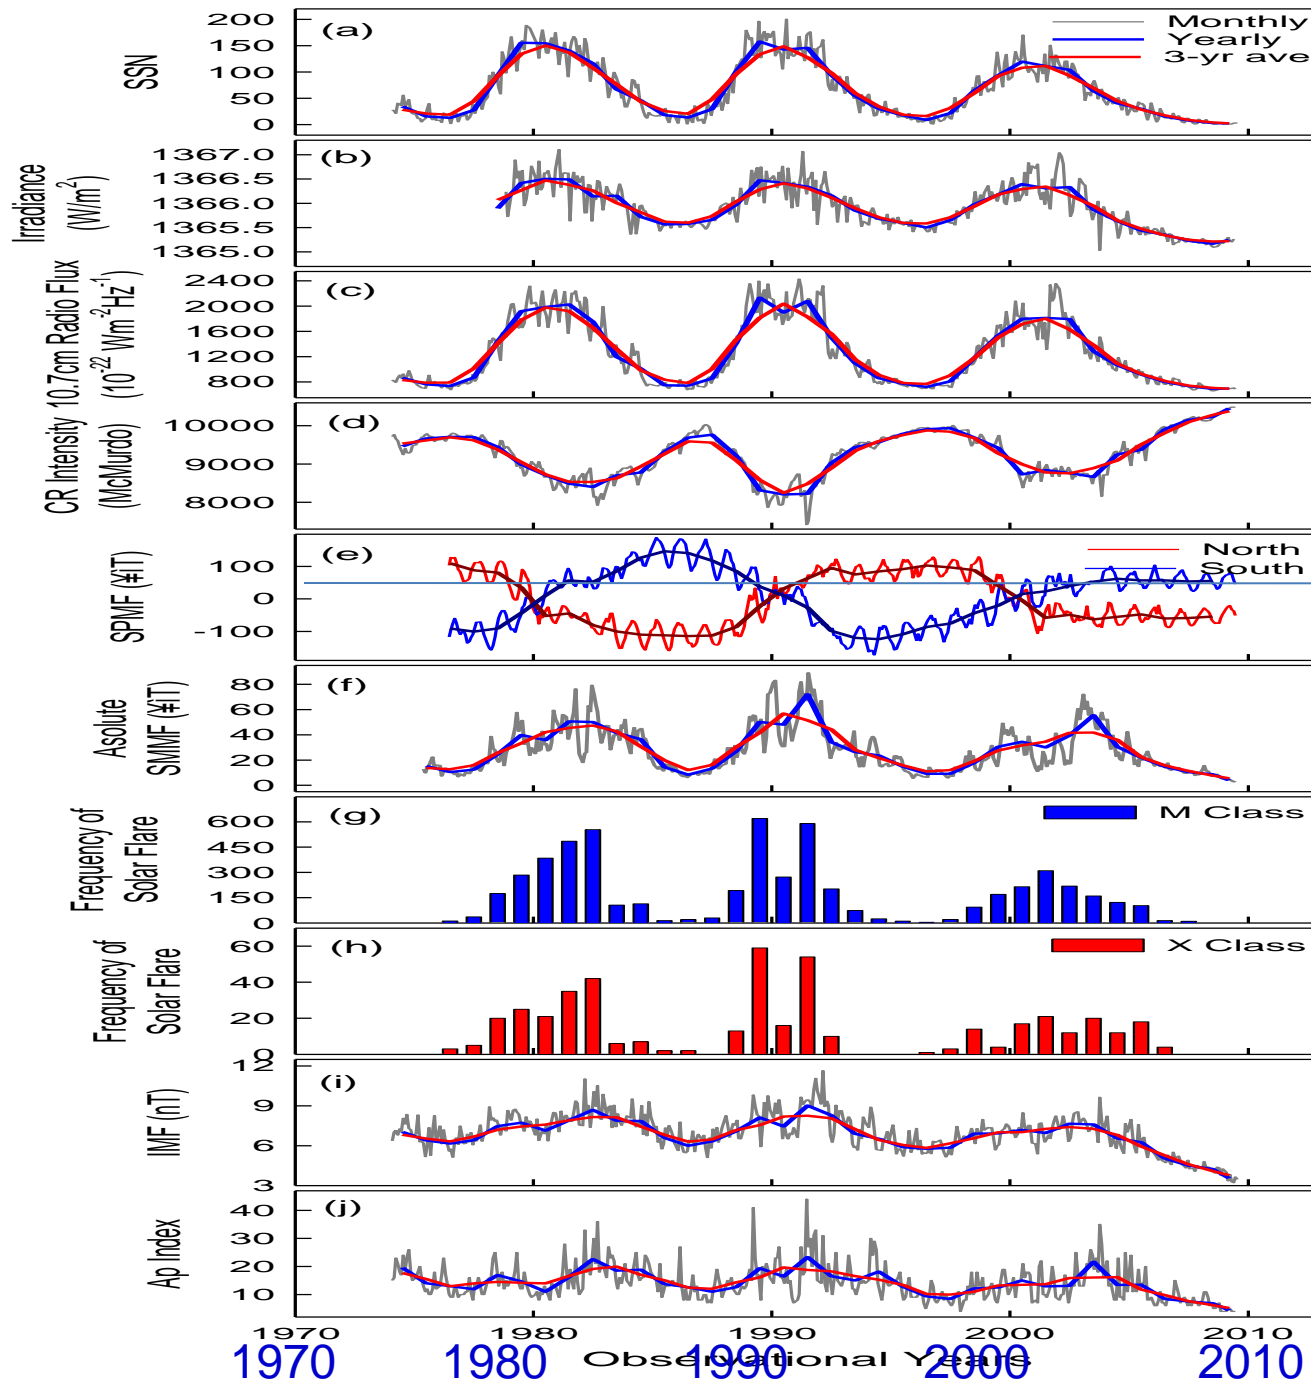 (a)
Monthly
Yearly
3-yr ave
SSN
200
150
100
50
0
(b)
Irradiance
(W/m²)
1367.0
1366.5
1366.0
1365.5
1365.0
(c)
10.7cm Radio Flux
(10⁻²² Wm⁻²Hz⁻¹)
2400
2000
1600
1200
800
(d)
CR Intensity
(McMurdo)
10000
9000
8000
(e)
North
South
SPMF (¥ìT)
100
0
-100
(f)
Asolute
SMMF (¥ìT)
80
60
40
20
0
(g)
M Class
Frequency of
Solar Flare
600
450
300
150
0
(h)
X Class
Frequency of
Solar Flare
60
40
20
0
(i)
IMF (nT)
12
9
6
3
(j)
Ap Index
40
30
20
10
1970 1980 1990 2000 2010
Observational Years
1970 1980 1990 2000 2010